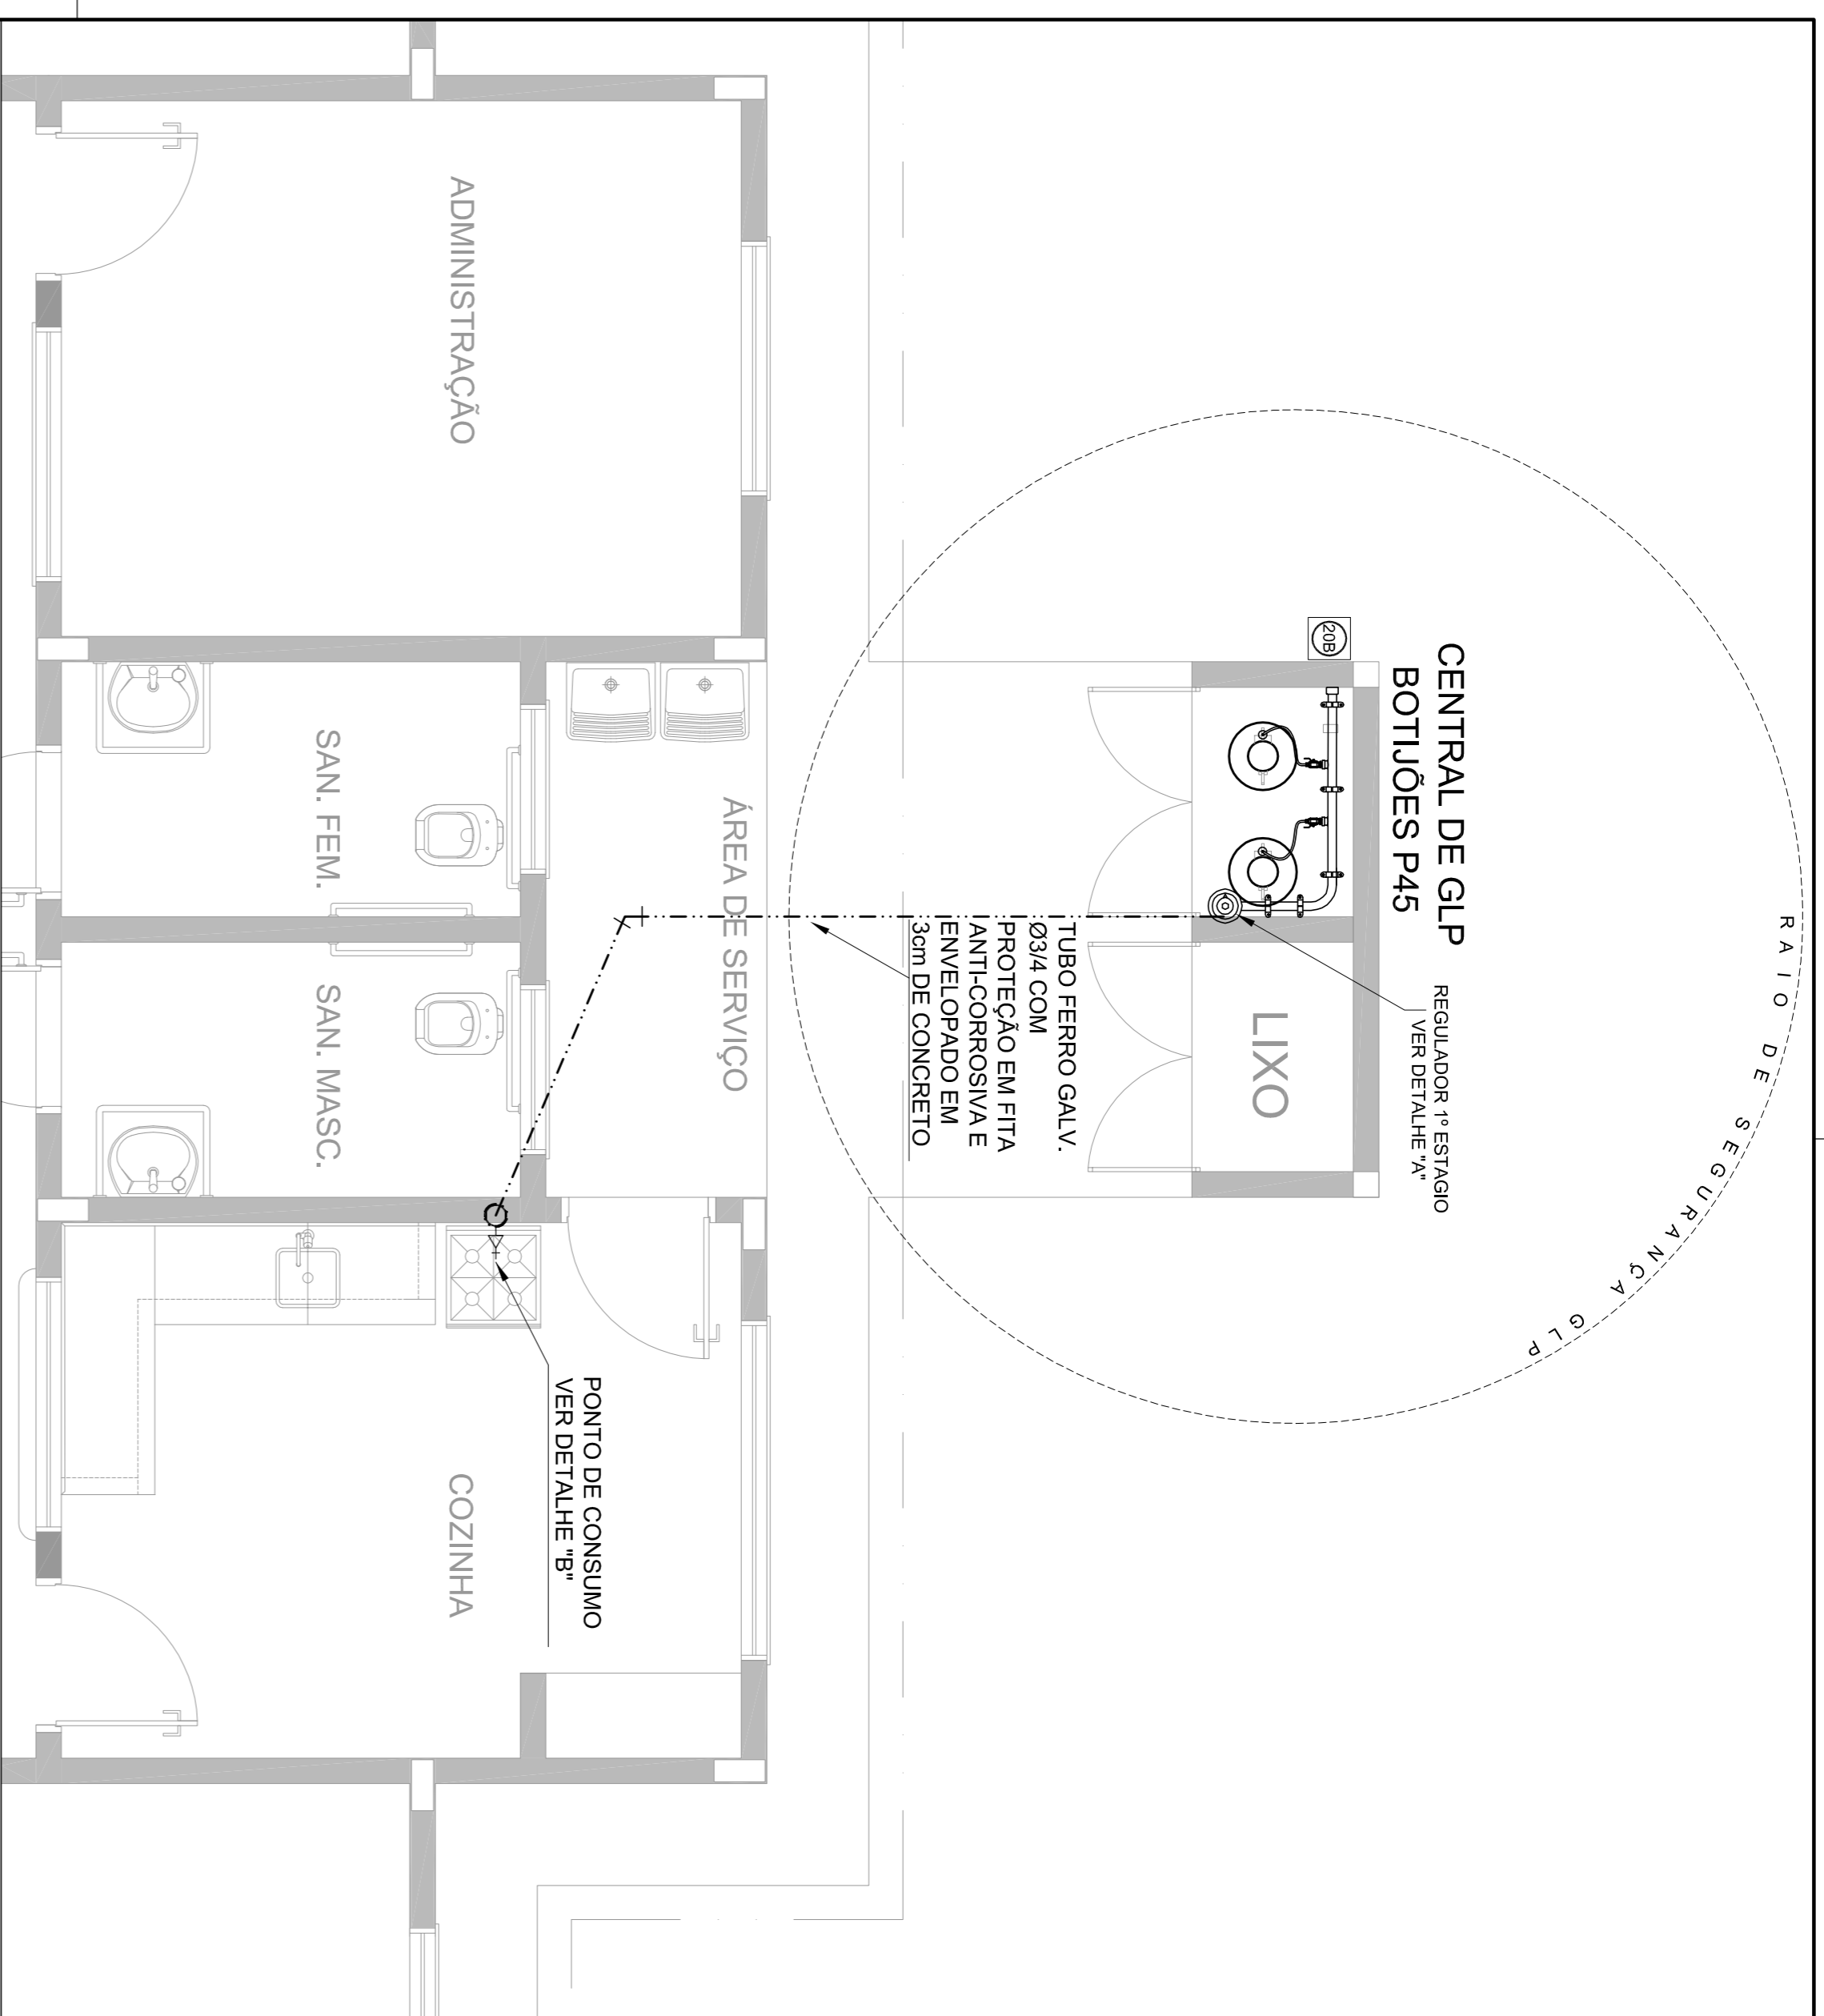 CENTRAL DE GLP
BOTIJÕES P45
20B
RAIO DE SEGURANÇA GLP
REGULADOR 1º ESTAGIO
VER DETALHE "A"
LIXO
TUBO FERRO GALV.
Ø3/4 COM
PROTEÇÃO EM FITA
ANTI-CORROSIVA E
ENVELOPADO EM
3cm DE CONCRETO
ÁREA DE SERVIÇO
ADMINISTRAÇÃO
SAN. FEM.
SAN. MASC.
PONTO DE CONSUMO
VER DETALHE "B"
COZINHA